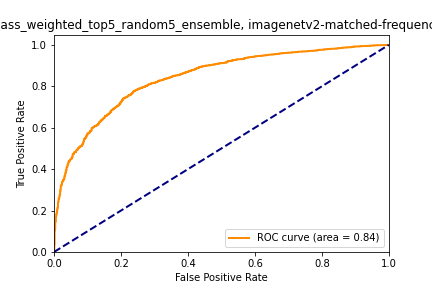 ass_weighted_top5_random5_ensemble, imagenetv2-matched-frequenc
1.0
0.8
0.6
0.4
0.2
0.0
True Positive Rate
ROC curve (area = 0.84)
0.0 0.2 0.4 0.6 0.8 1.0
False Positive Rate